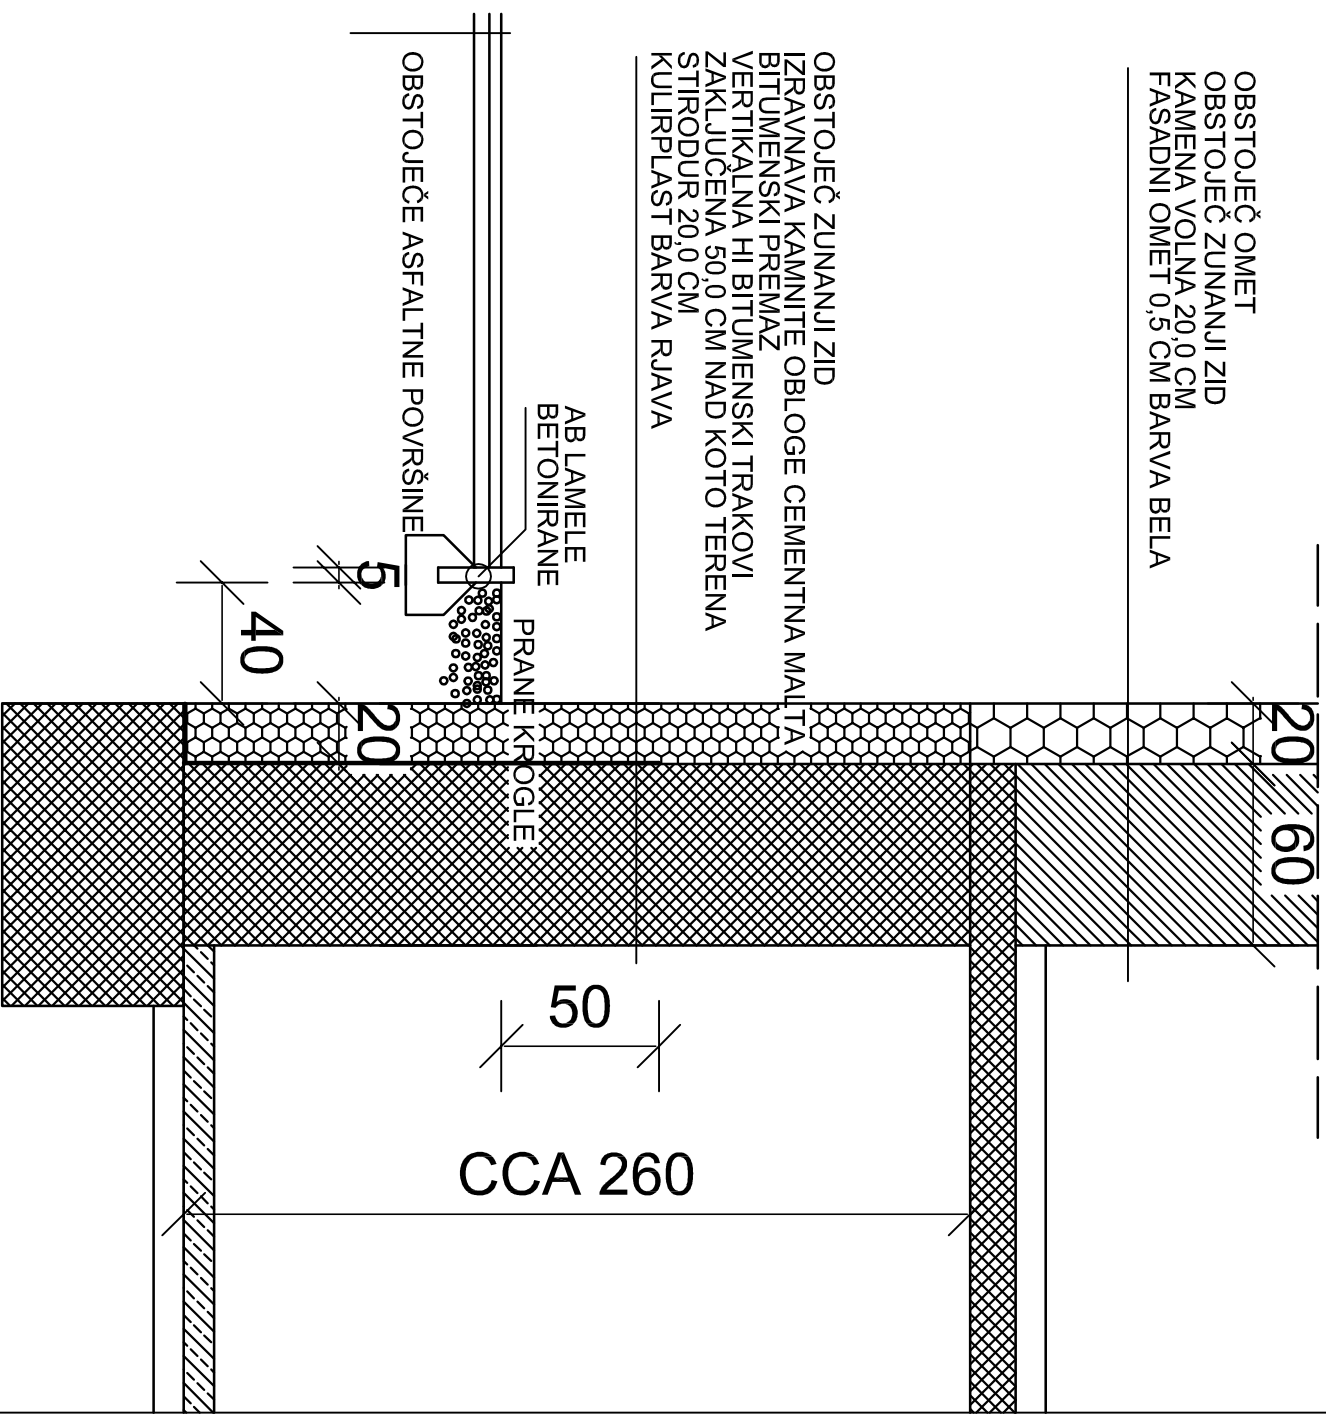 OBSTOJEČ OMET
OBSTOJEČ ZUNANJI ZID
KAMENA VOLNA 20,0 CM
FASADNI OMET 0,5 CM BARVA BELA
OBSTOJEČ ZUNANJI ZID
IZRAVNAVA KAMNITE OBLOGE CEMENTNA MALTA
BITUMENSKI PREMAZ
VERTIKALNA HI BITUMENSKI TRAKOVI
ZAKLJUČENA 50,0 CM NAD KOTO TERENA
STIRODUR 20,0 CM
KULIRPLAST BARVA RJAVA
AB LAMELE
BETONIRANE
PRANE KROGLE
OBSTOJEČE ASFALTNE POVRŠINE
20
60
5
40
20
50
CCA 260